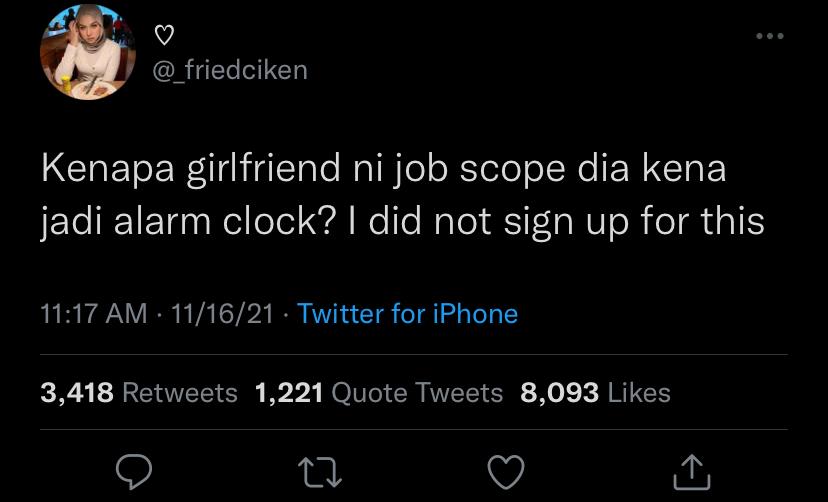 ♡
@_friedciken
Kenapa girlfriend ni job scope dia kena
jadi alarm clock? I did not sign up for this
11:17 AM · 11/16/21 · Twitter for iPhone
3,418 Retweets 1,221 Quote Tweets 8,093 Likes